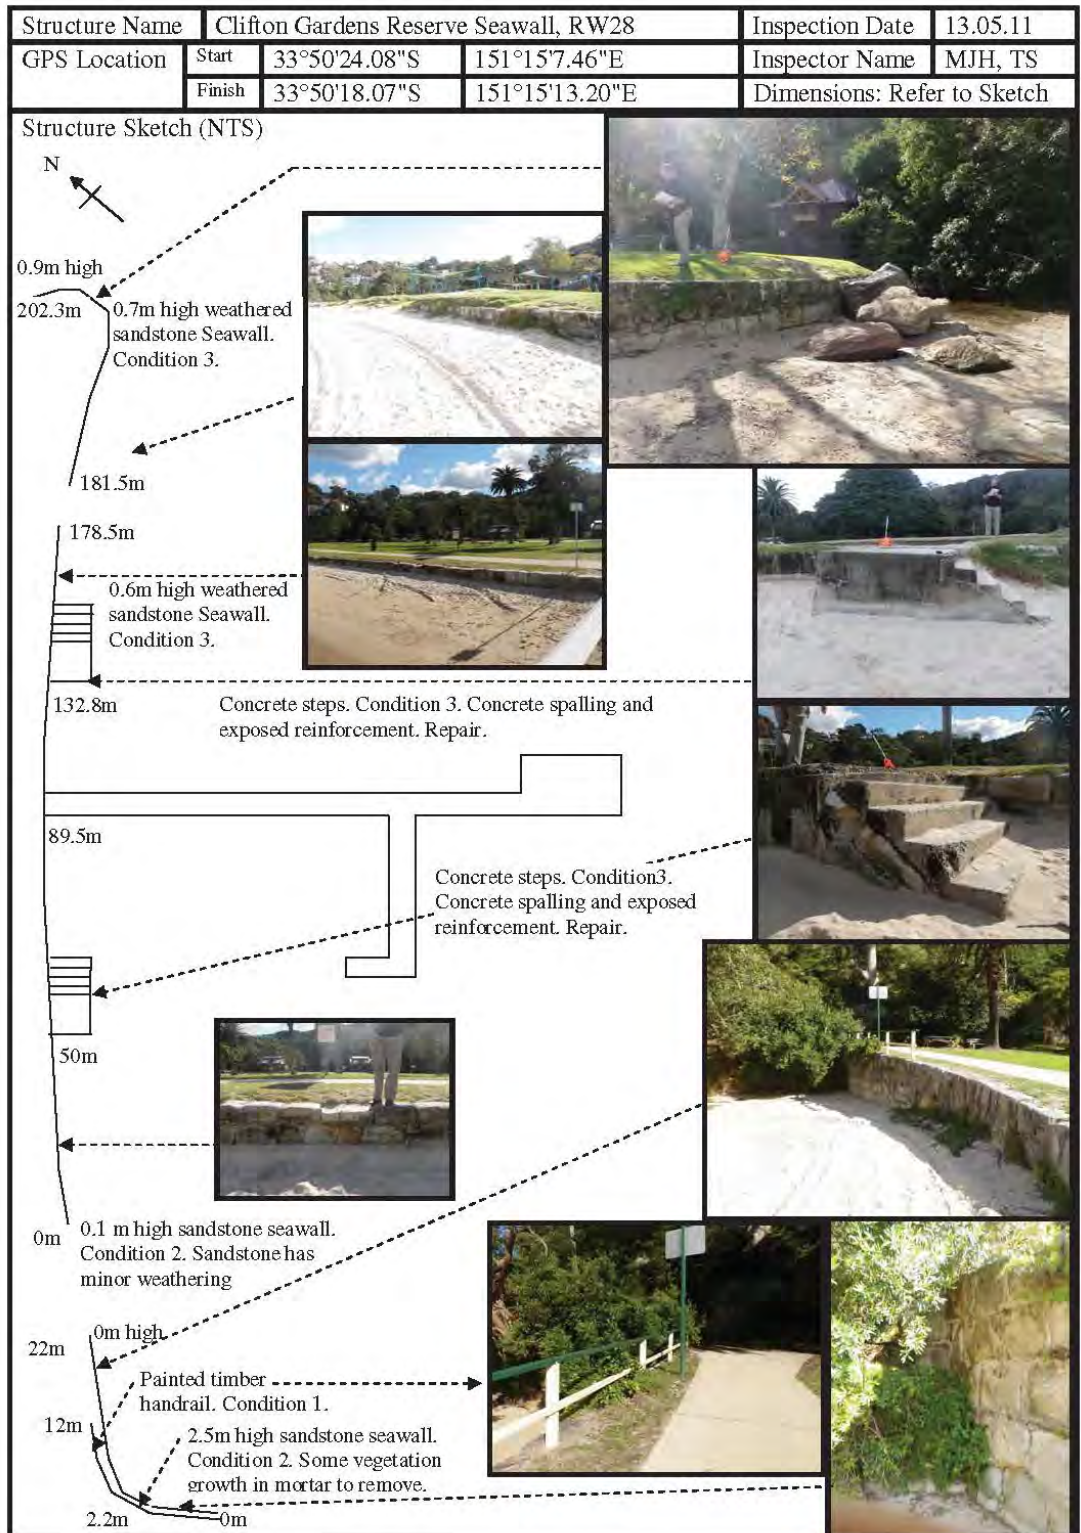 Structure Name Clifton Gardens Reserve Seawall, RW28 Inspection Date 13.05.11
GPS Location Start 33°50'24.08"S 151°15'7.46"E Inspector Name MJH, TS
Finish 33°50'18.07"S 151°15'13.20"E Dimensions: Refer to Sketch
Structure Sketch (NTS)
N
0.9m high
202.3m
0.7m high weathered
sandstone Seawall.
Condition 3.
181.5m
178.5m
0.6m high weathered
sandstone Seawall.
Condition 3.
132.8m
Concrete steps. Condition 3. Concrete spalling and
exposed reinforcement. Repair.
89.5m
Concrete steps. Condition3.
Concrete spalling and exposed
reinforcement. Repair.
50m
0m
0.1 m high sandstone seawall.
Condition 2. Sandstone has
minor weathering
0m high
22m
Painted timber
handrail. Condition 1.
12m
2.5m high sandstone seawall.
Condition 2. Some vegetation
growth in mortar to remove.
2.2m
0m